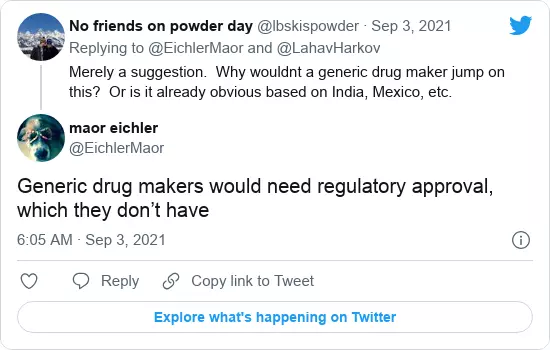 No friends on powder day @lbskispowder · Sep 3, 2021
Replying to @EichlerMaor and @LahavHarkov
Merely a suggestion.  Why wouldnt a generic drug maker jump on
this?  Or is it already obvious based on India, Mexico, etc.
maor eichler
@EichlerMaor
Generic drug makers would need regulatory approval,
which they don’t have
6:05 AM · Sep 3, 2021
Reply
Copy link to Tweet
Explore what's happening on Twitter